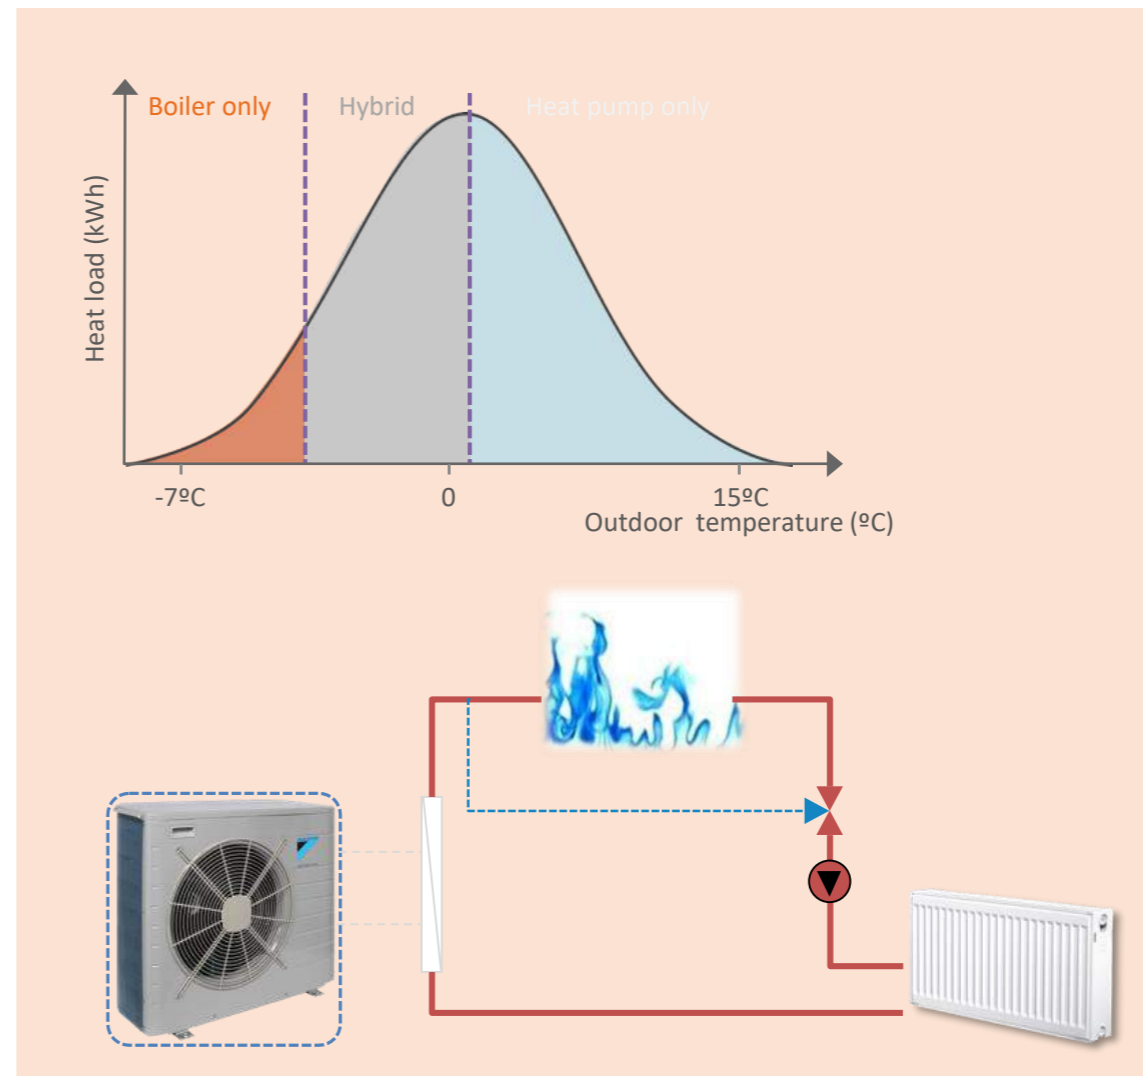 Boiler only
Hybrid
Heat pump only
Heat load (kWh)
-7ºC
0
15ºC
Outdoor temperature (ºC)